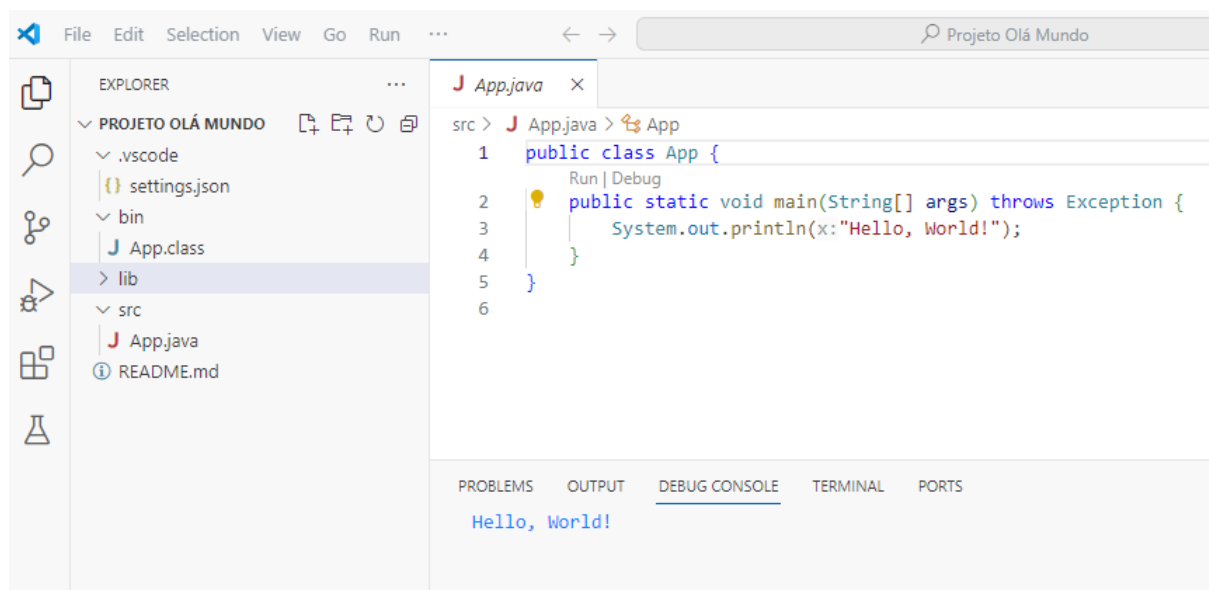 File Edit Selection View Go Run ... Projeto Olá Mundo
EXPLORER ...
PROJETO OLÁ MUNDO
.vscode
{} settings.json
bin
J App.class
lib
src
J App.java
README.md
J App.java
src > J App.java > App
1 public class App {
Run | Debug
2 public static void main(String[] args) throws Exception {
3 System.out.println(x:"Hello, World!");
4 }
5 }
6
PROBLEMS OUTPUT DEBUG CONSOLE TERMINAL PORTS
Hello, World!